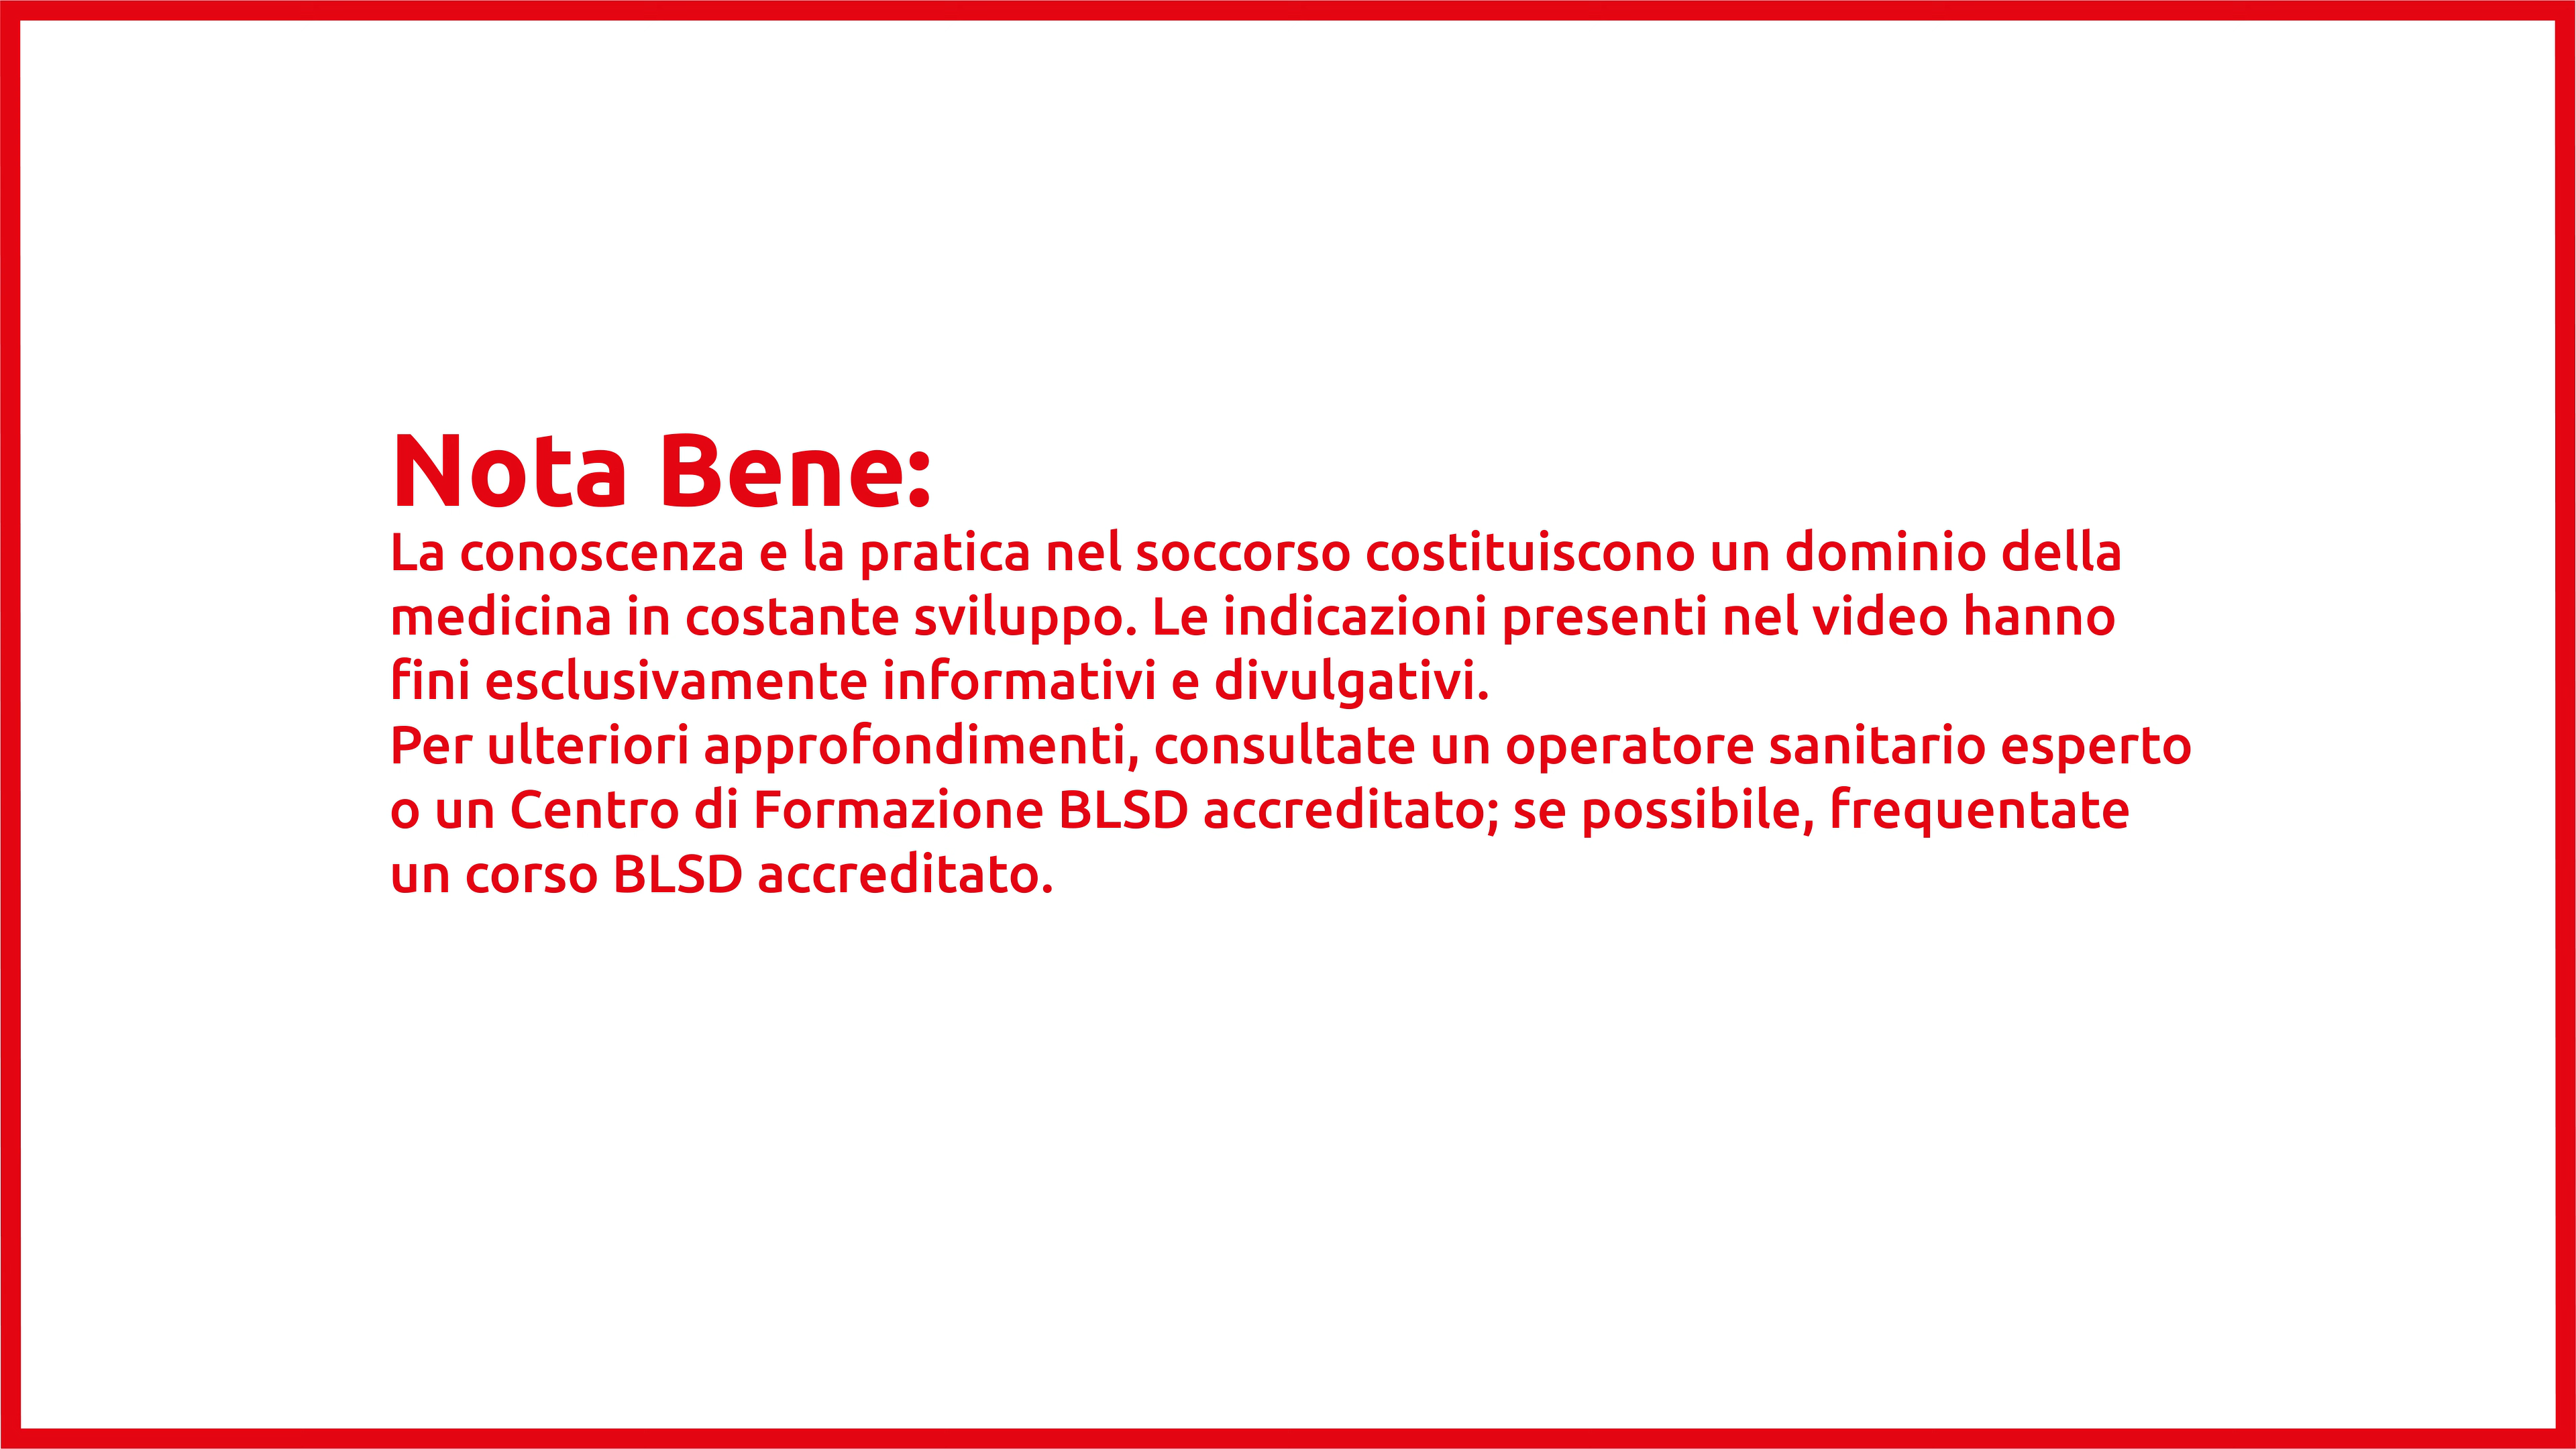 Nota Bene:
La conoscenza e la pratica nel soccorso costituiscono un dominio della
medicina in costante sviluppo. Le indicazioni presenti nel video hanno
fini esclusivamente informativi e divulgativi.
Per ulteriori approfondimenti, consultate un operatore sanitario esperto
o un Centro di Formazione BLSD accreditato; se possibile, frequentate
un corso BLSD accreditato.